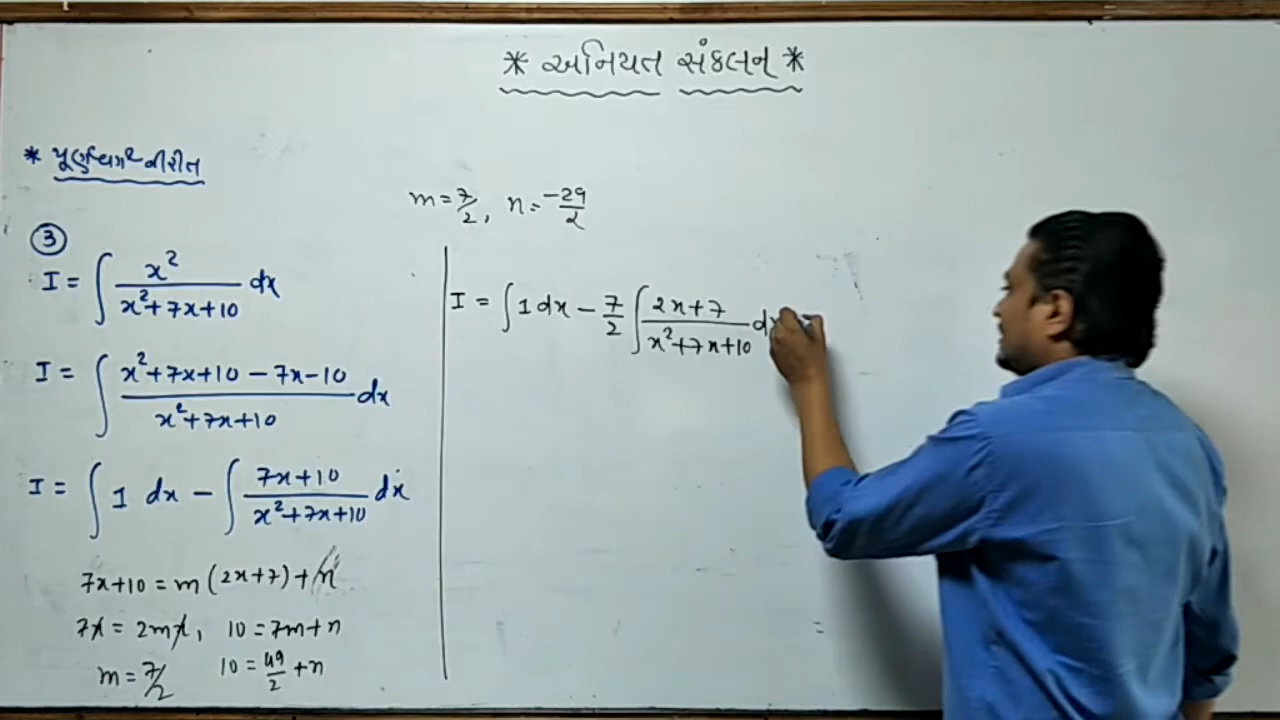 * અનિયત સંકલન *
* પૂર્ણવર્ગની રીત
③
I = ∫ x²/(x²+7x+10) dx
I = ∫ (x²+7x+10-7x-10)/(x²+7x+10) dx
I = ∫ 1 dx - ∫ (7x+10)/(x²+7x+10) dx
7x+10 = m(2x+7)+n
7x = 2mx, 10 = 7m+n
m = 7/2 10 = 49/2 +n
m = 7/2, n = -29/2
I = ∫ 1 dx - 7/2 ∫ (2x+7)/(x²+7x+10) dx